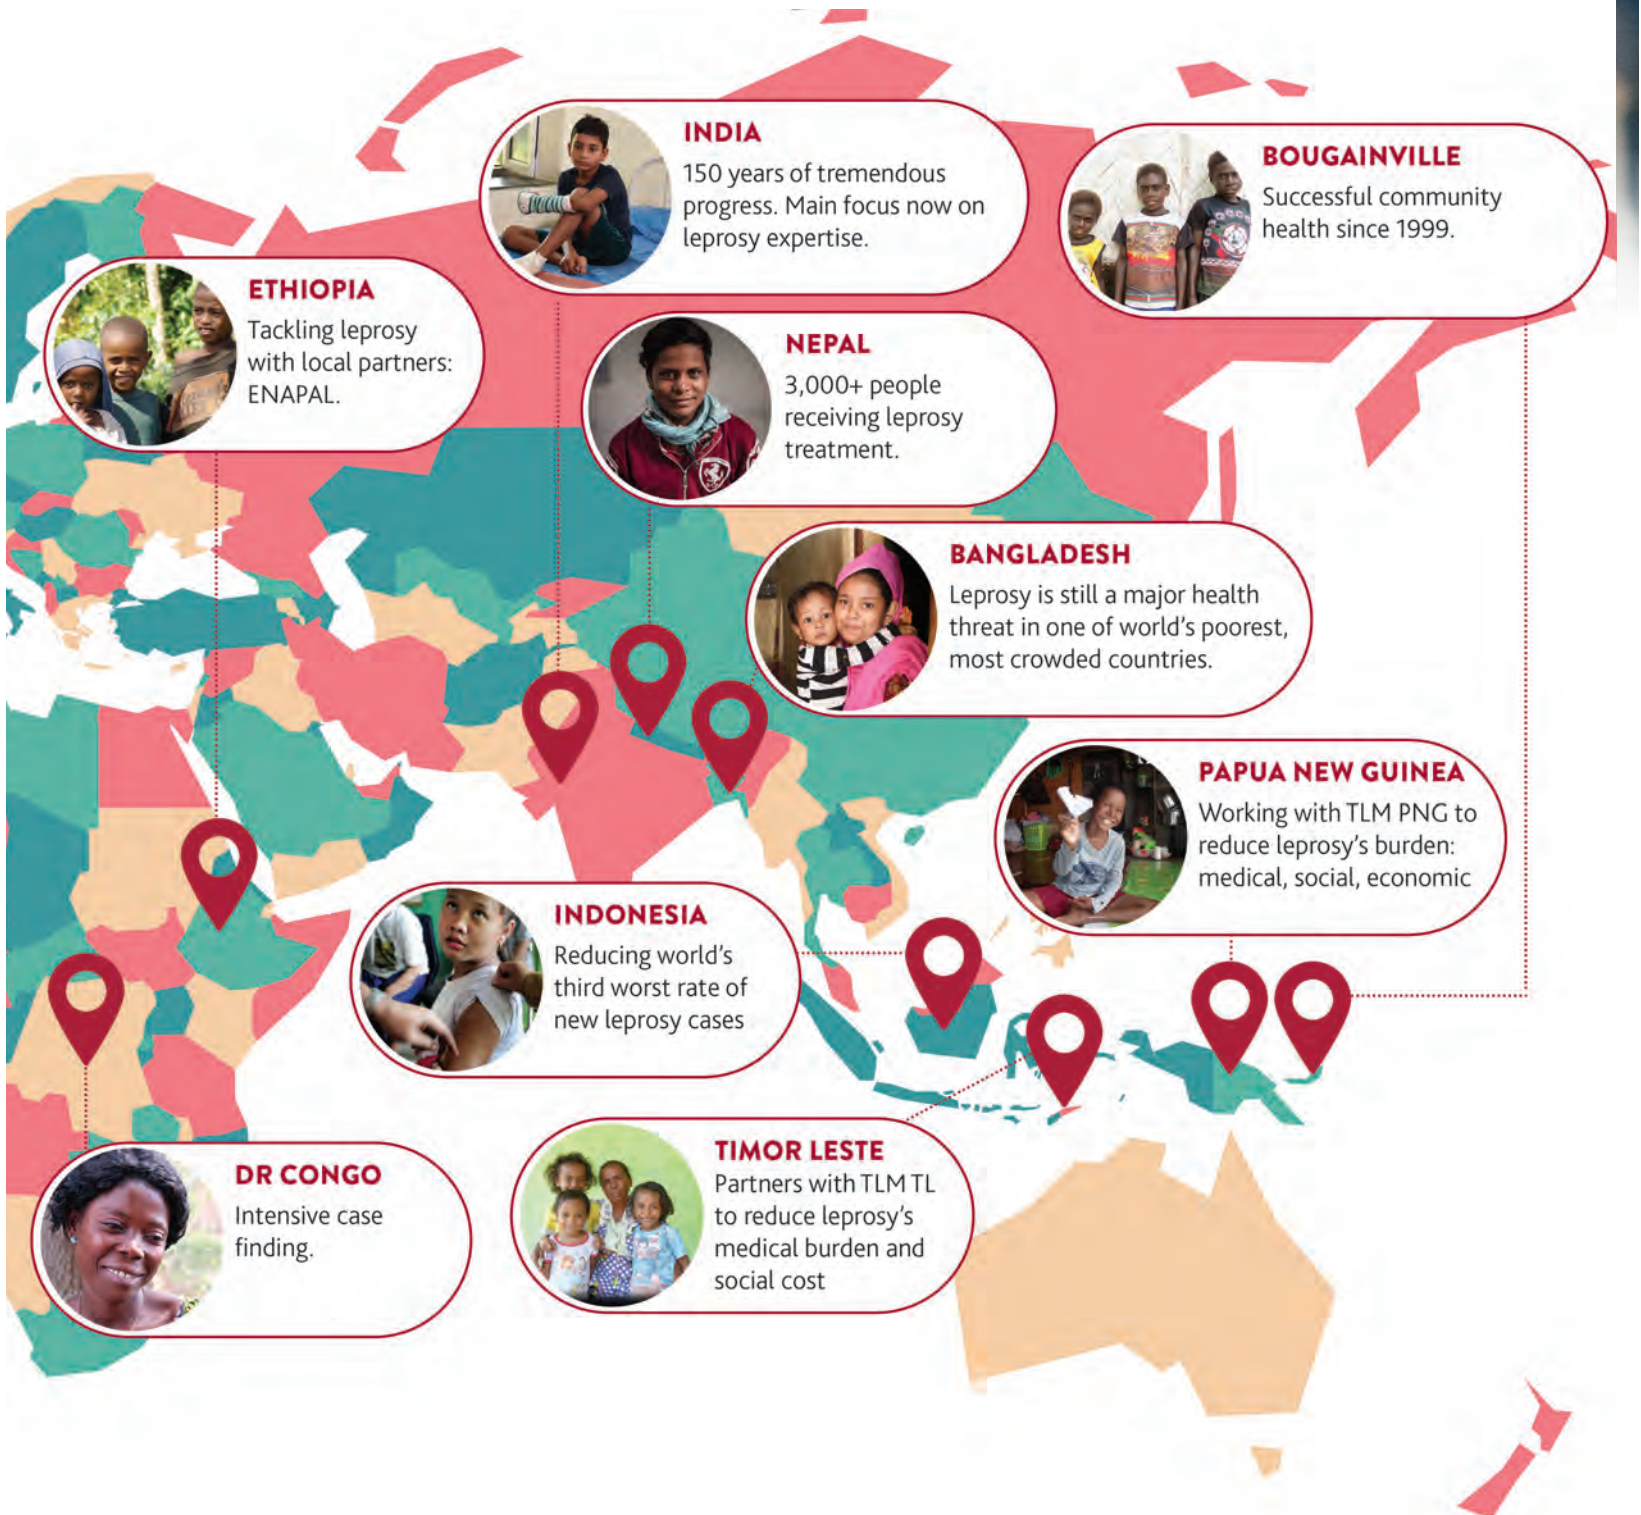 INDIA
150 years of tremendous
progress. Main focus now on
leprosy expertise.
BOUGAINVILLE
Successful community
health since 1999.
ETHIOPIA
Tackling leprosy
with local partners:
ENAPAL.
NEPAL
3,000+ people
receiving leprosy
treatment.
BANGLADESH
Leprosy is still a major health
threat in one of world's poorest,
most crowded countries.
PAPUA NEW GUINEA
Working with TLM PNG to
reduce leprosy's burden:
medical, social, economic
INDONESIA
Reducing world's
third worst rate of
new leprosy cases
DR CONGO
Intensive case
finding.
TIMOR LESTE
Partners with TLM TL
to reduce leprosy's
medical burden and
social cost